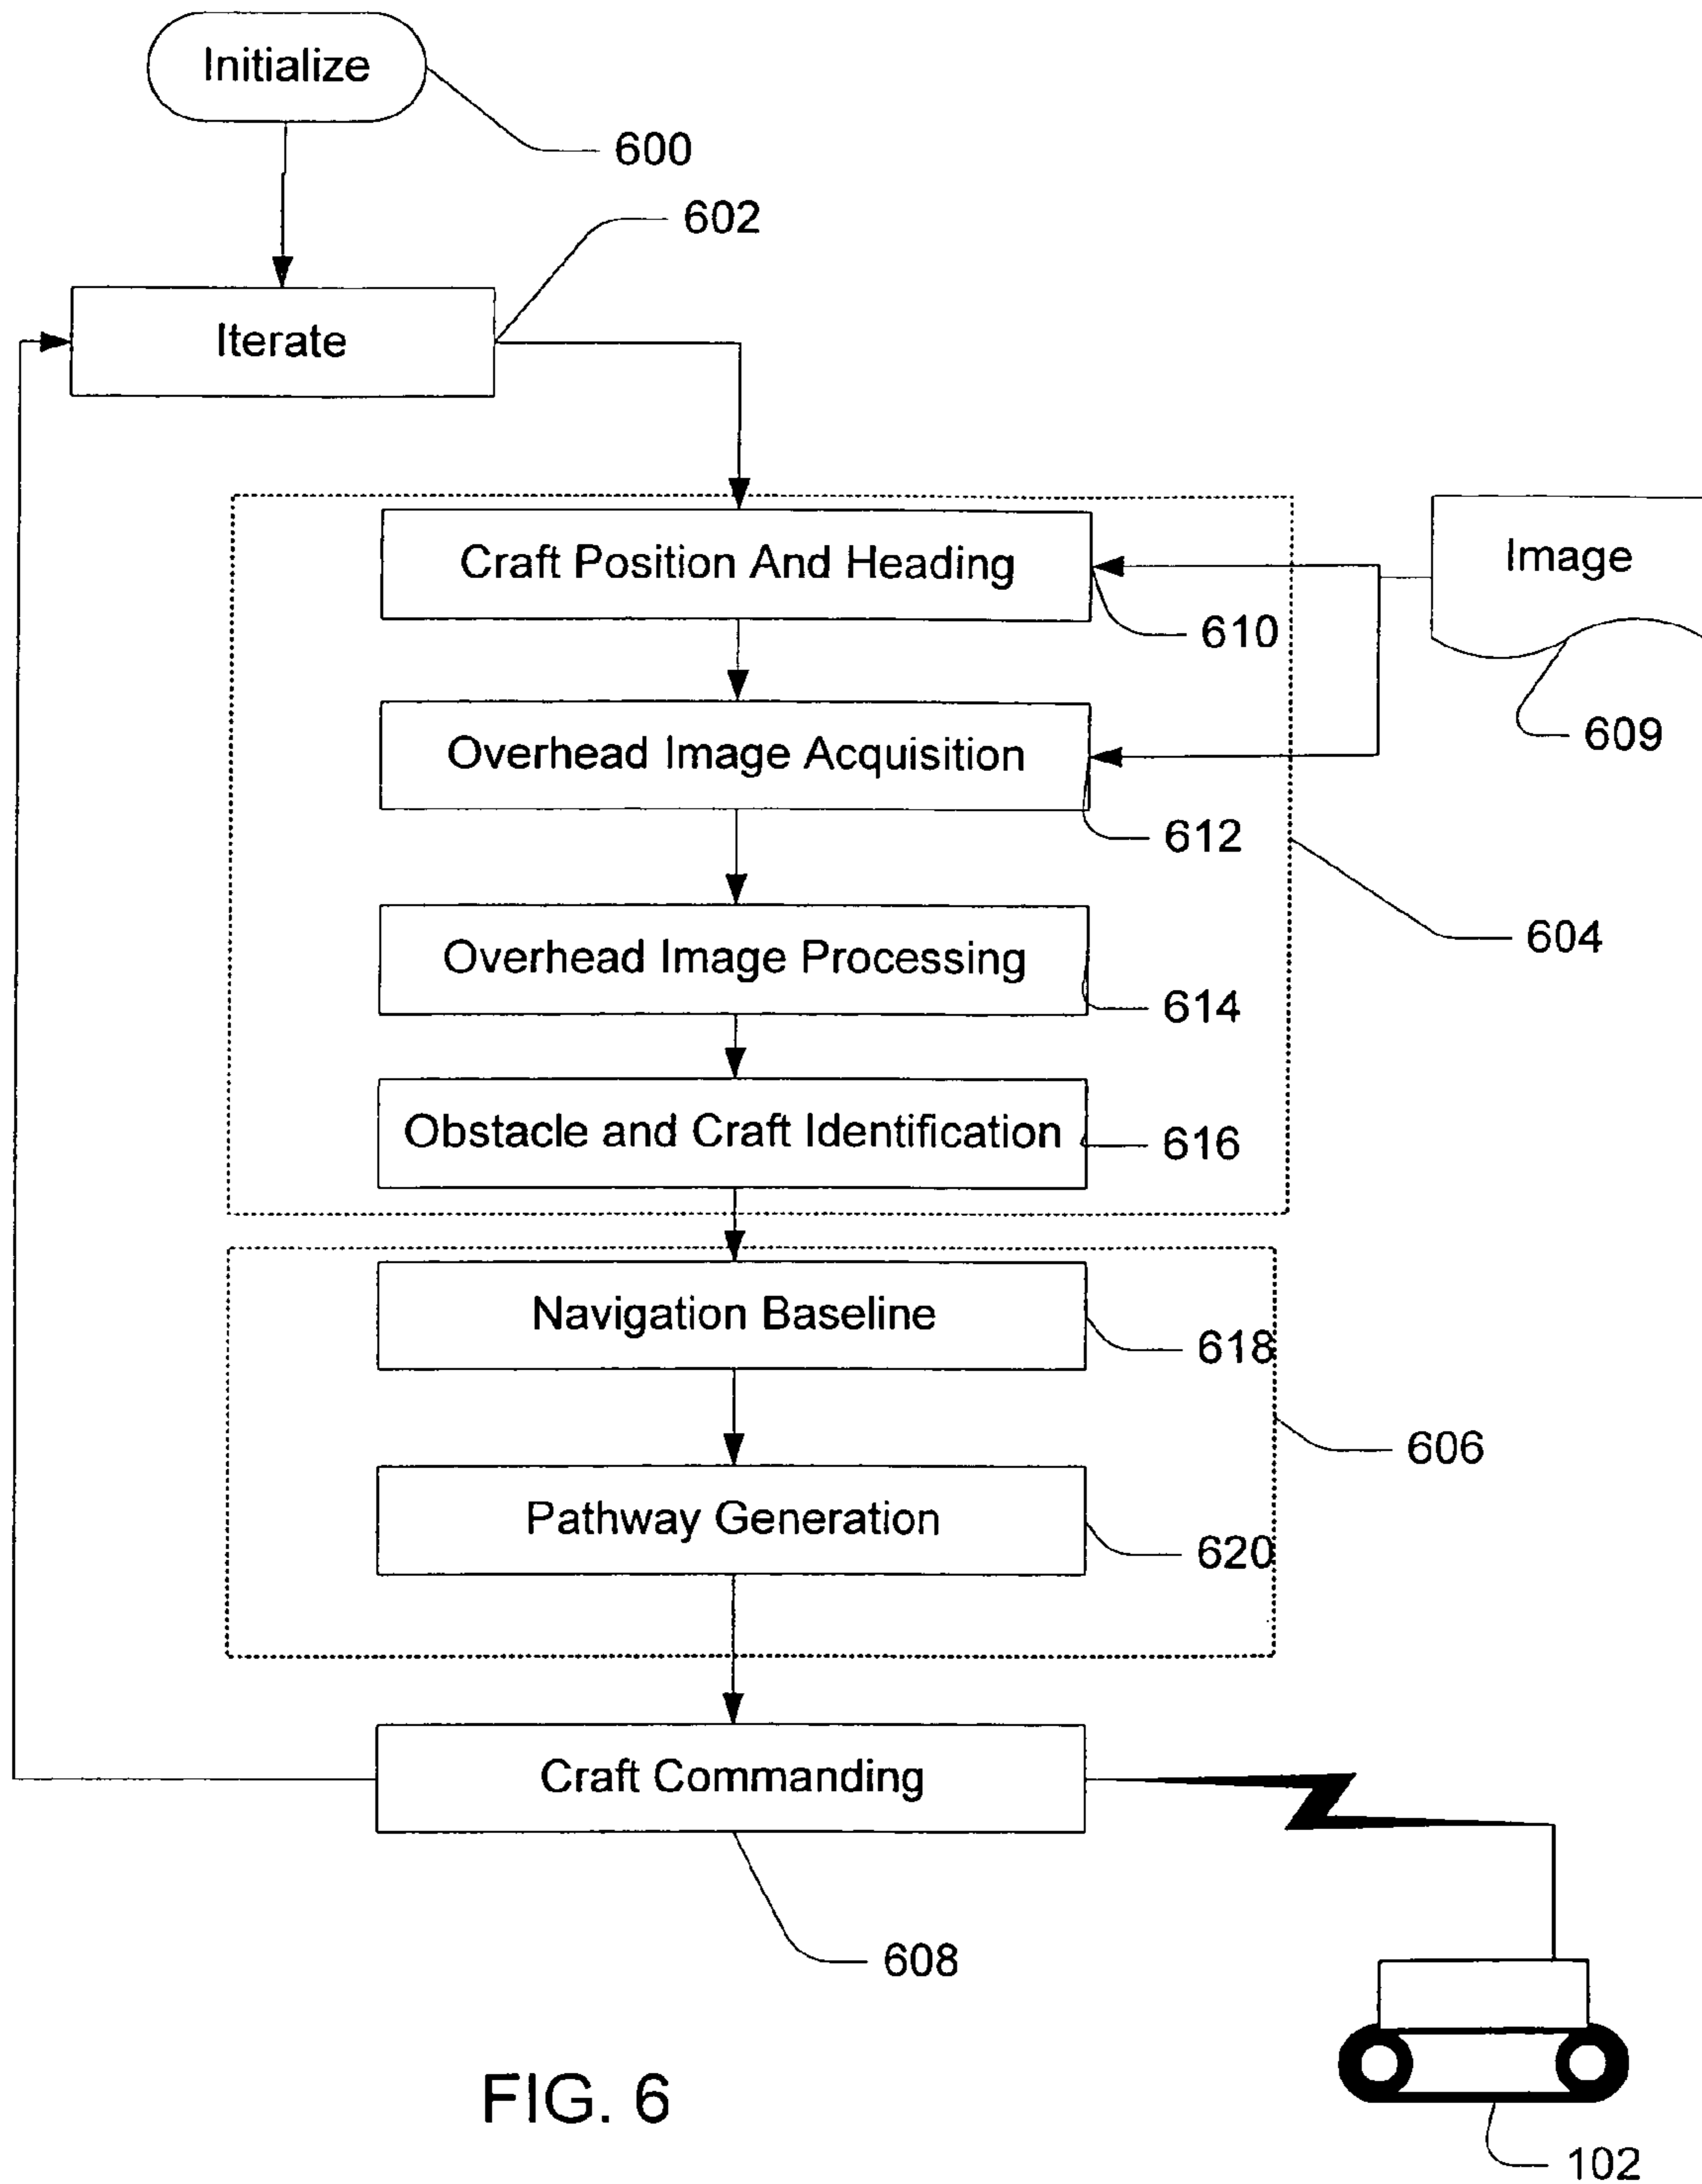 Initialize
600
602
Iterate
Craft Position And Heading
Image
610
609
Overhead Image Acquisition
612
604
Overhead Image Processing
614
Obstacle and Craft Identification
616
Navigation Baseline
618
606
Pathway Generation
620
Craft Commanding
608
FIG. 6
102